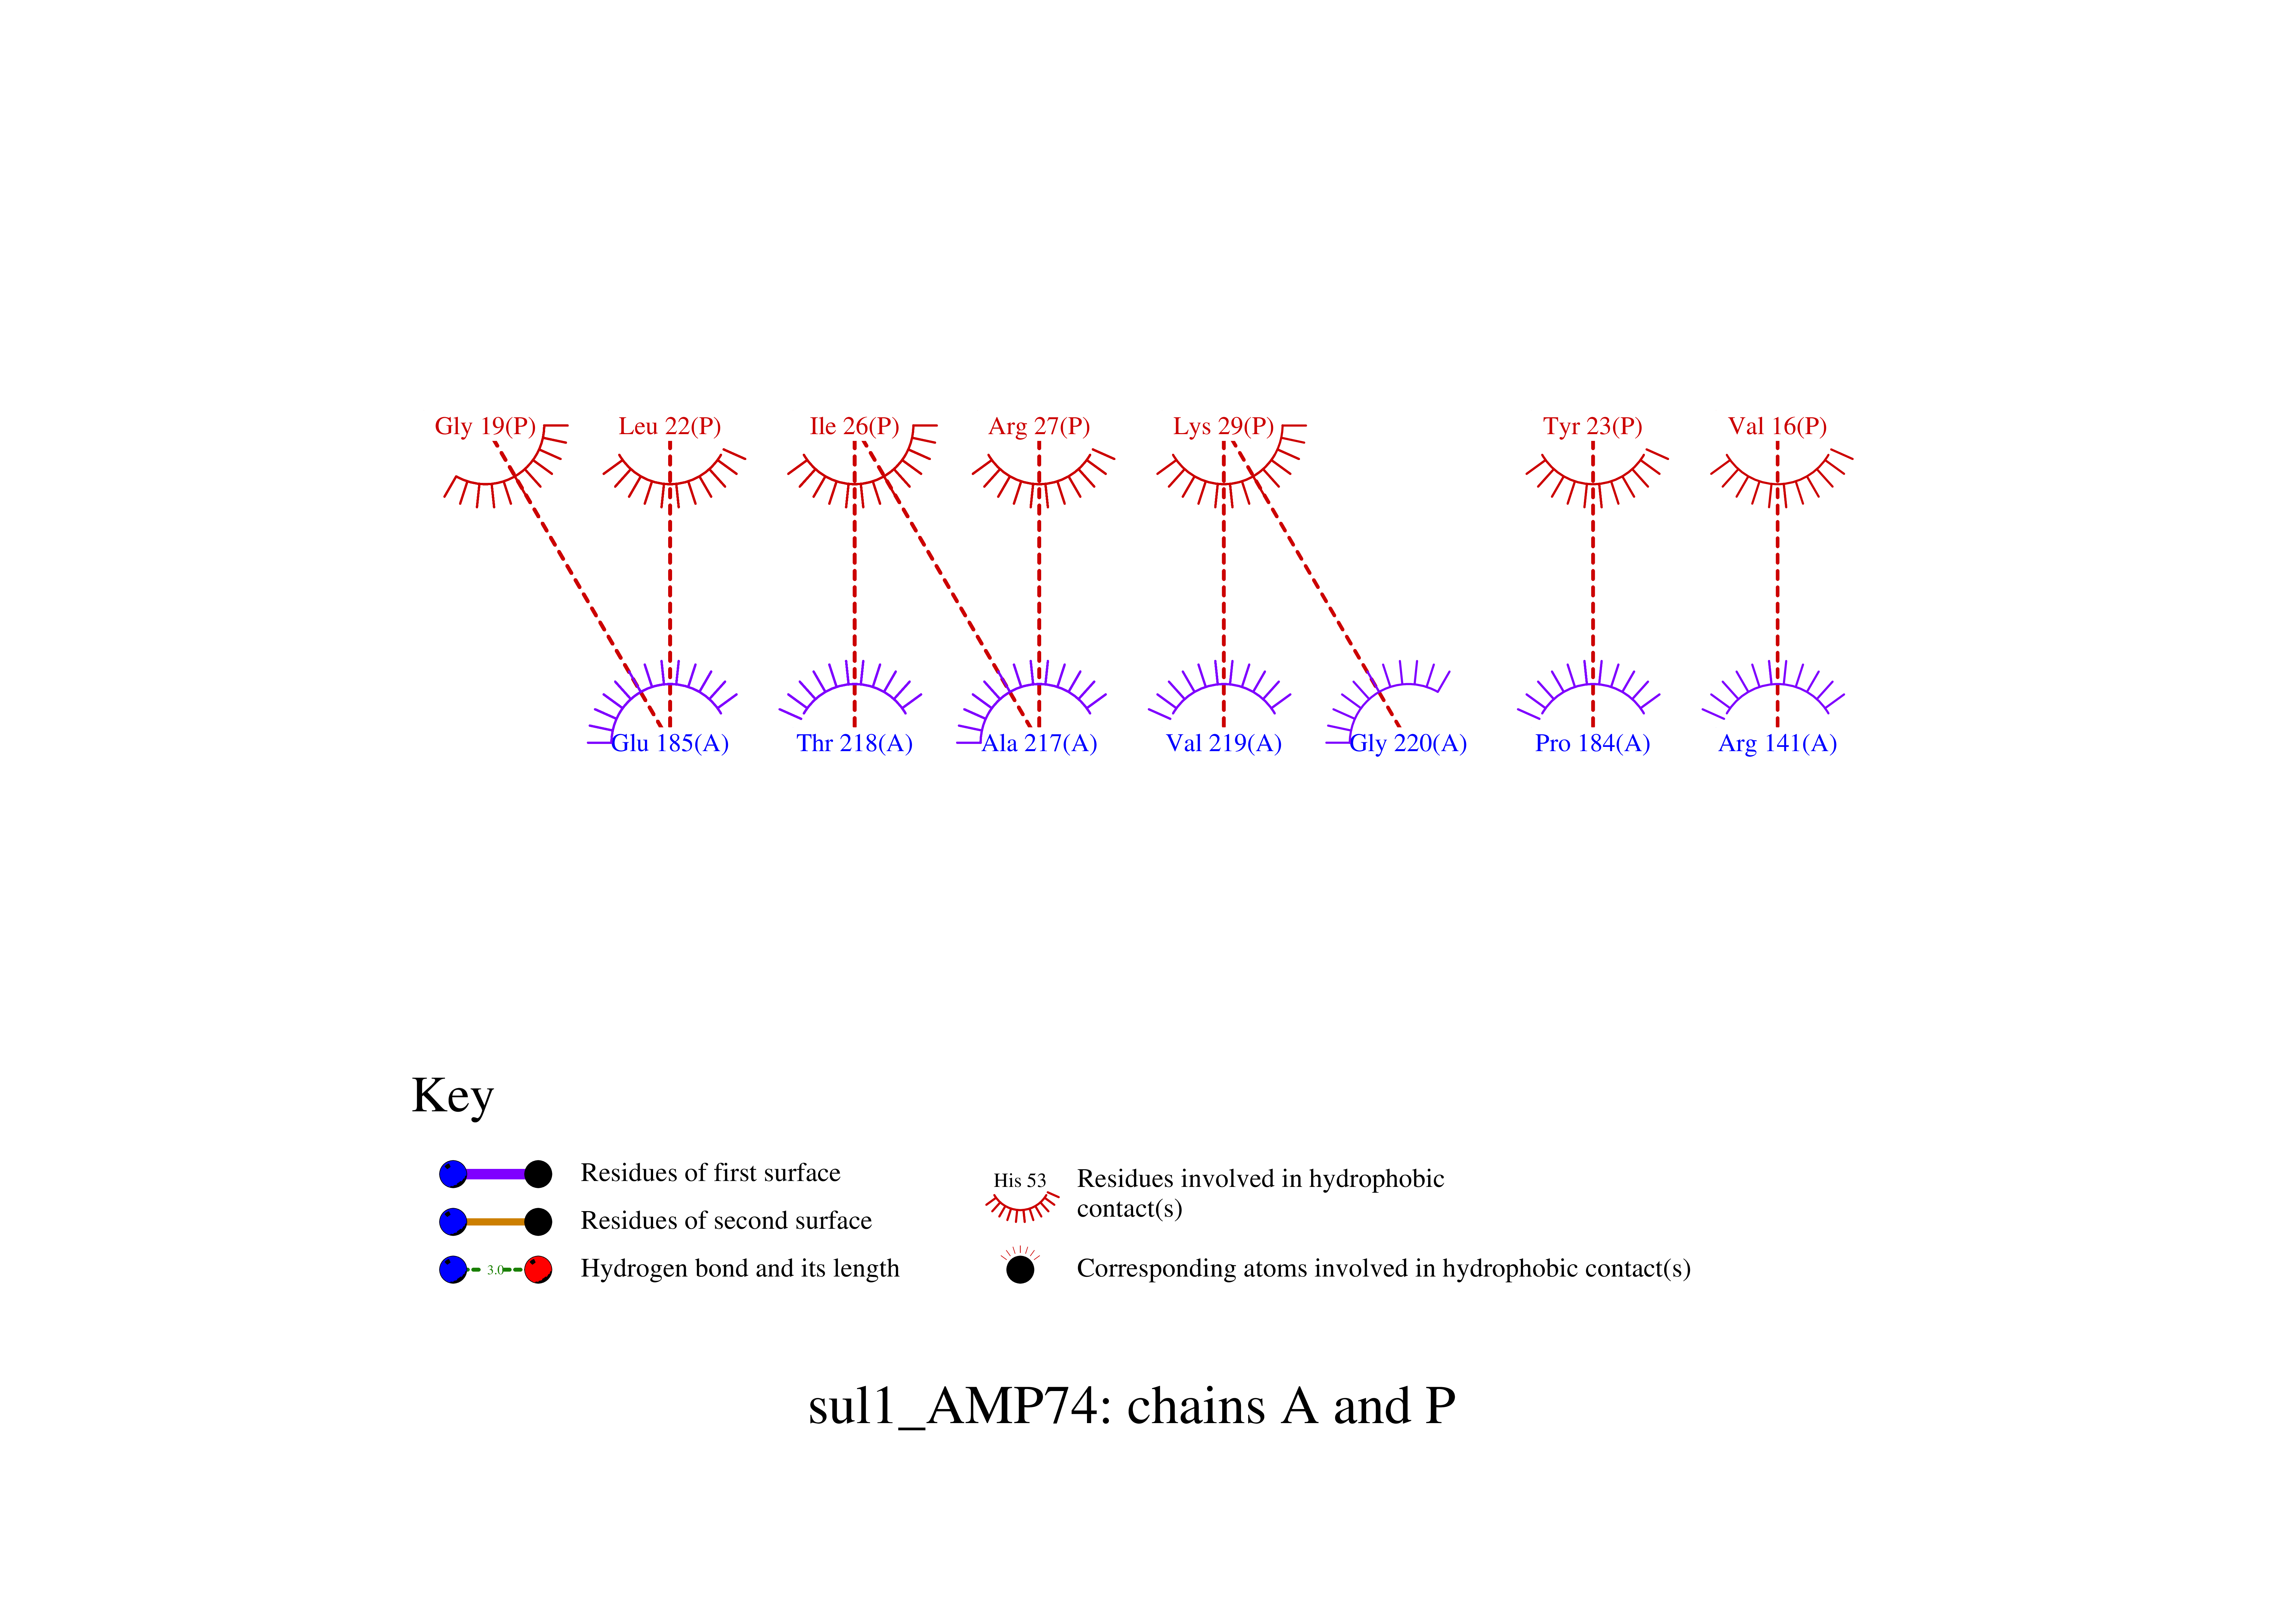 Gly 19(P) Leu 22(P) Ile 26(P) Arg 27(P) Lys 29(P) Tyr 23(P) Val 16(P)
Glu 185(A) Thr 218(A) Ala 217(A) Val 219(A) Gly 220(A) Pro 184(A) Arg 141(A)
Key
Residues of first surface
Residues of second surface
3.0 Hydrogen bond and its length
His 53 Residues involved in hydrophobic
contact(s)
Corresponding atoms involved in hydrophobic contact(s)
sul1_AMP74: chains A and P